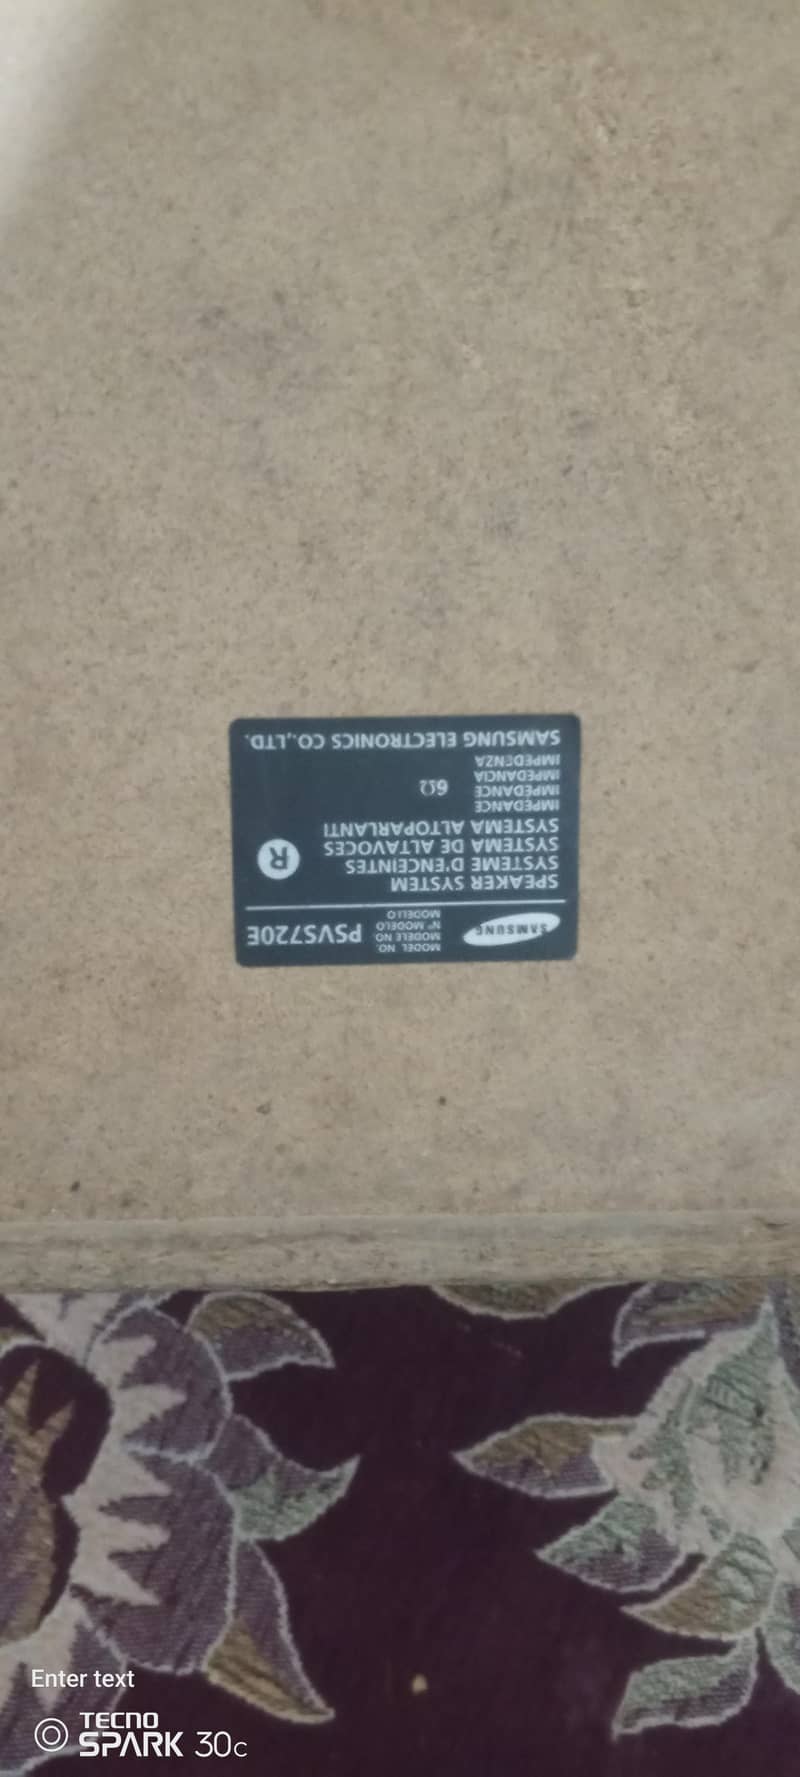 SAMSUNG
MODEL NO.
MODELE NO.
Nº MODELO
MODELLO
PSVS720E
SPEAKER SYSTEM
SYSTEME D'ENCEINTES
SYSTEMA DE ALTAVOCES
SYSTEMA ALTOPARLANTI
R
IMPEDANCE
IMPEDANCE
IMPEDANCIA
IMPEDENZA
6Ω
SAMSUNG ELECTRONICS CO.,LTD.
Enter text
TECNO
SPARK 30C